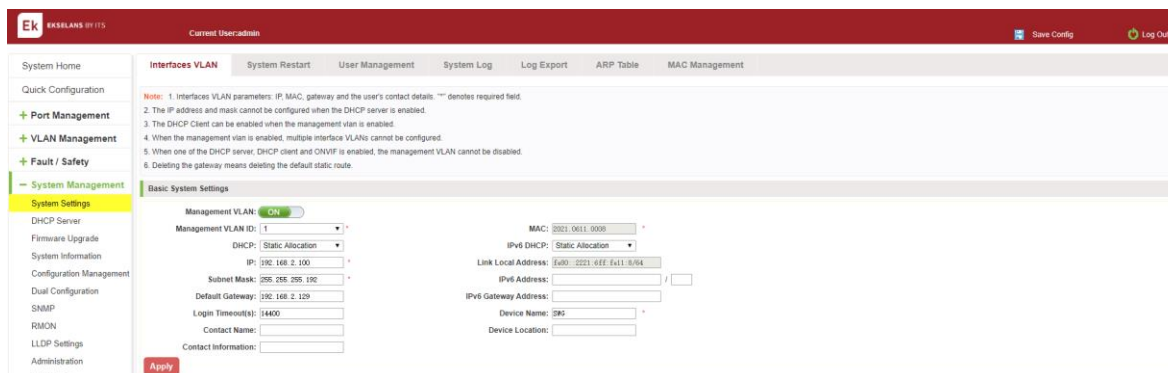 Ek EKSELANS BY ITS
Current User:admin
Save Config
Log Out
System Home
Quick Configuration
Port Management
VLAN Management
Fault / Safety
System Management
System Settings
DHCP Server
Firmware Upgrade
System Information
Configuration Management
Dual Configuration
SNMP
RMON
LLDP Settings
Administration
Interfaces VLAN System Restart User Management System Log Log Export ARP Table MAC Management
Note: 1. Interfaces VLAN parameters: IP, MAC, gateway and the user's contact details. "*" denotes required field.
2. The IP address and mask cannot be configured when the DHCP server is enabled.
3. The DHCP Client can be enabled when the management vlan is enabled.
4. When the management vlan is enabled, multiple interface VLANs cannot be configured.
5. When one of the DHCP server, DHCP client and ONVIF is enabled, the management VLAN cannot be disabled.
6. Deleting the gateway means deleting the default static route.
Basic System Settings
Management VLAN: ON
Management VLAN ID: 1 * MAC: 2021.0611.0008 *
DHCP: Static Allocation IPv6 DHCP: Static Allocation
IP: 192.168.2.100 * Link Local Address: fe80::2221:6ff:fe11:8/64
Subnet Mask: 255.255.255.192 * IPv6 Address: /
Default Gateway: 192.168.2.129 IPv6 Gateway Address:
Login Timeout(s): 14400 Device Name: SWG *
Contact Name: Device Location:
Contact Information:
Apply